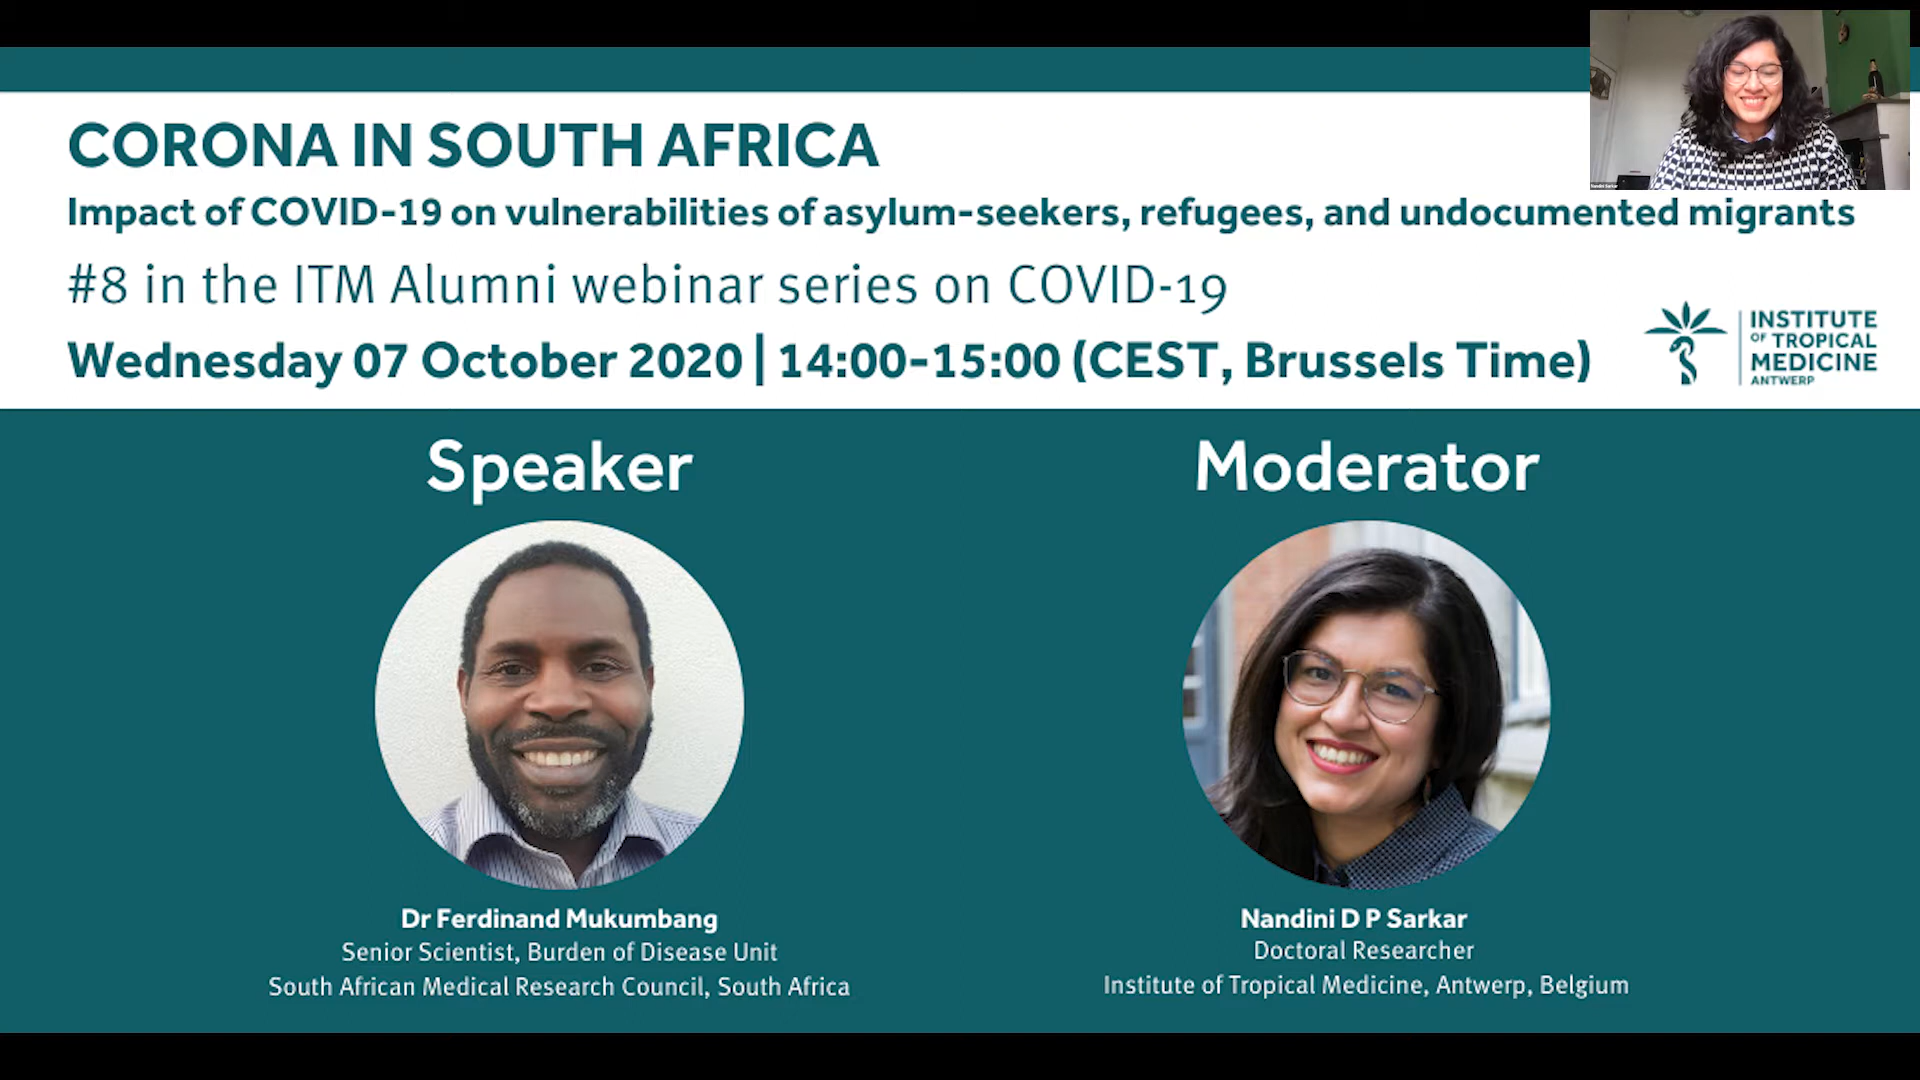 CORONA IN SOUTH AFRICA
Impact of COVID-19 on vulnerabilities of asylum-seekers, refugees, and undocumented migrants
#8 in the ITM Alumni webinar series on COVID-19
Wednesday 07 October 2020 | 14:00-15:00 (CEST, Brussels Time)
INSTITUTE
OF TROPICAL
MEDICINE
ANTWERP
Nandini Sarkar
Speaker
Moderator
Dr Ferdinand Mukumbang
Senior Scientist, Burden of Disease Unit
South African Medical Research Council, South Africa
Nandini D P Sarkar
Doctoral Researcher
Institute of Tropical Medicine, Antwerp, Belgium